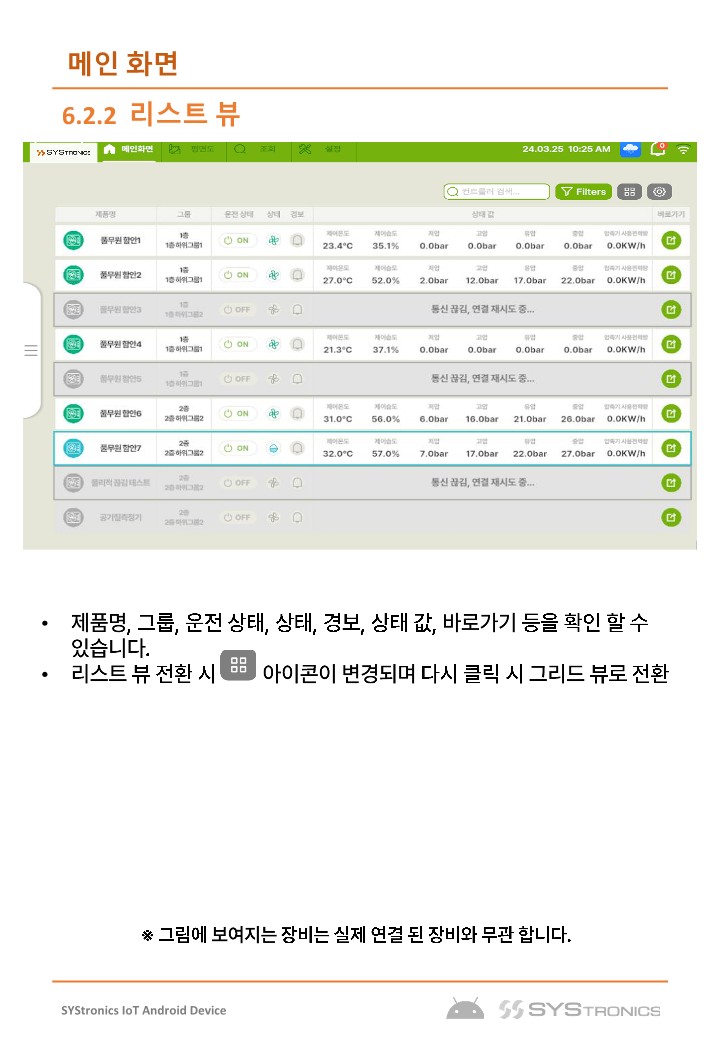 메인 화면
6.2.2 리스트 뷰
SYSTRONICS 메인화면 평면도 조회 설정 24.03.25 10:25 AM
컨트롤러 검색... Filters
제품명 그룹 운전 상태 상태 경보 상태 값 바로가기
풀무원 함안1 1층 1층하위그룹1 ON 제어온도 23.4°C 제어습도 35.1% 저압 0.0bar 고압 0.0bar 유압 0.0bar 중압 0.0bar 압축기 사용전력량 0.0KW/h
풀무원 함안2 1층 1층하위그룹1 ON 제어온도 27.0°C 제어습도 52.0% 저압 2.0bar 고압 12.0bar 유압 17.0bar 중압 22.0bar 압축기 사용전력량 0.0KW/h
풀무원 함안3 1층 1층하위그룹2 OFF 통신 끊김, 연결 재시도 중...
풀무원 함안4 1층 1층하위그룹1 ON 제어온도 21.3°C 제어습도 37.1% 저압 0.0bar 고압 0.0bar 유압 0.0bar 중압 0.0bar 압축기 사용전력량 0.0KW/h
풀무원 함안5 1층 1층하위그룹1 OFF 통신 끊김, 연결 재시도 중...
풀무원 함안6 2층 2층하위그룹1 ON 제어온도 31.0°C 제어습도 56.0% 저압 6.0bar 고압 16.0bar 유압 21.0bar 중압 26.0bar 압축기 사용전력량 0.0KW/h
풀무원 함안7 2층 2층하위그룹2 ON 제어온도 32.0°C 제어습도 57.0% 저압 7.0bar 고압 17.0bar 유압 22.0bar 중압 27.0bar 압축기 사용전력량 0.0KW/h
물리적 끊김 테스트 2층 2층하위그룹2 OFF 통신 끊김, 연결 재시도 중...
공기질측정기 2층 2층하위그룹2 OFF
• 제품명, 그룹, 운전 상태, 상태, 경보, 상태 값, 바로가기 등을 확인 할 수
있습니다.
• 리스트 뷰 전환 시 아이콘이 변경되며 다시 클릭 시 그리드 뷰로 전환
※ 그림에 보여지는 장비는 실제 연결 된 장비와 무관 합니다.
SYStronics IoT Android Device SYSTRONICS